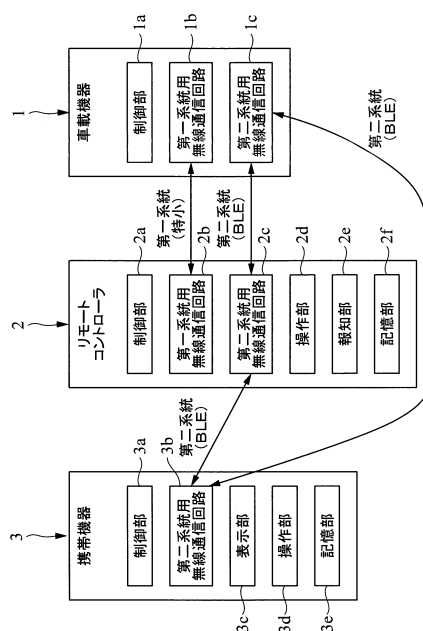 3
携帯機器
制御部
3a
第二系統用
無線通信回路
3b
表示部
3c
操作部
3d
記憶部
3e
第二系統
(BLE)
2
リモート
コントローラ
制御部
2a
第一系統用
無線通信回路
2b
第二系統用
無線通信回路
2c
操作部
2d
報知部
2e
記憶部
2f
第一系統
(特小)
第二系統
(BLE)
1
車載機器
制御部
1a
第一系統用
無線通信回路
1b
第二系統用
無線通信回路
1c
第二系統
(BLE)